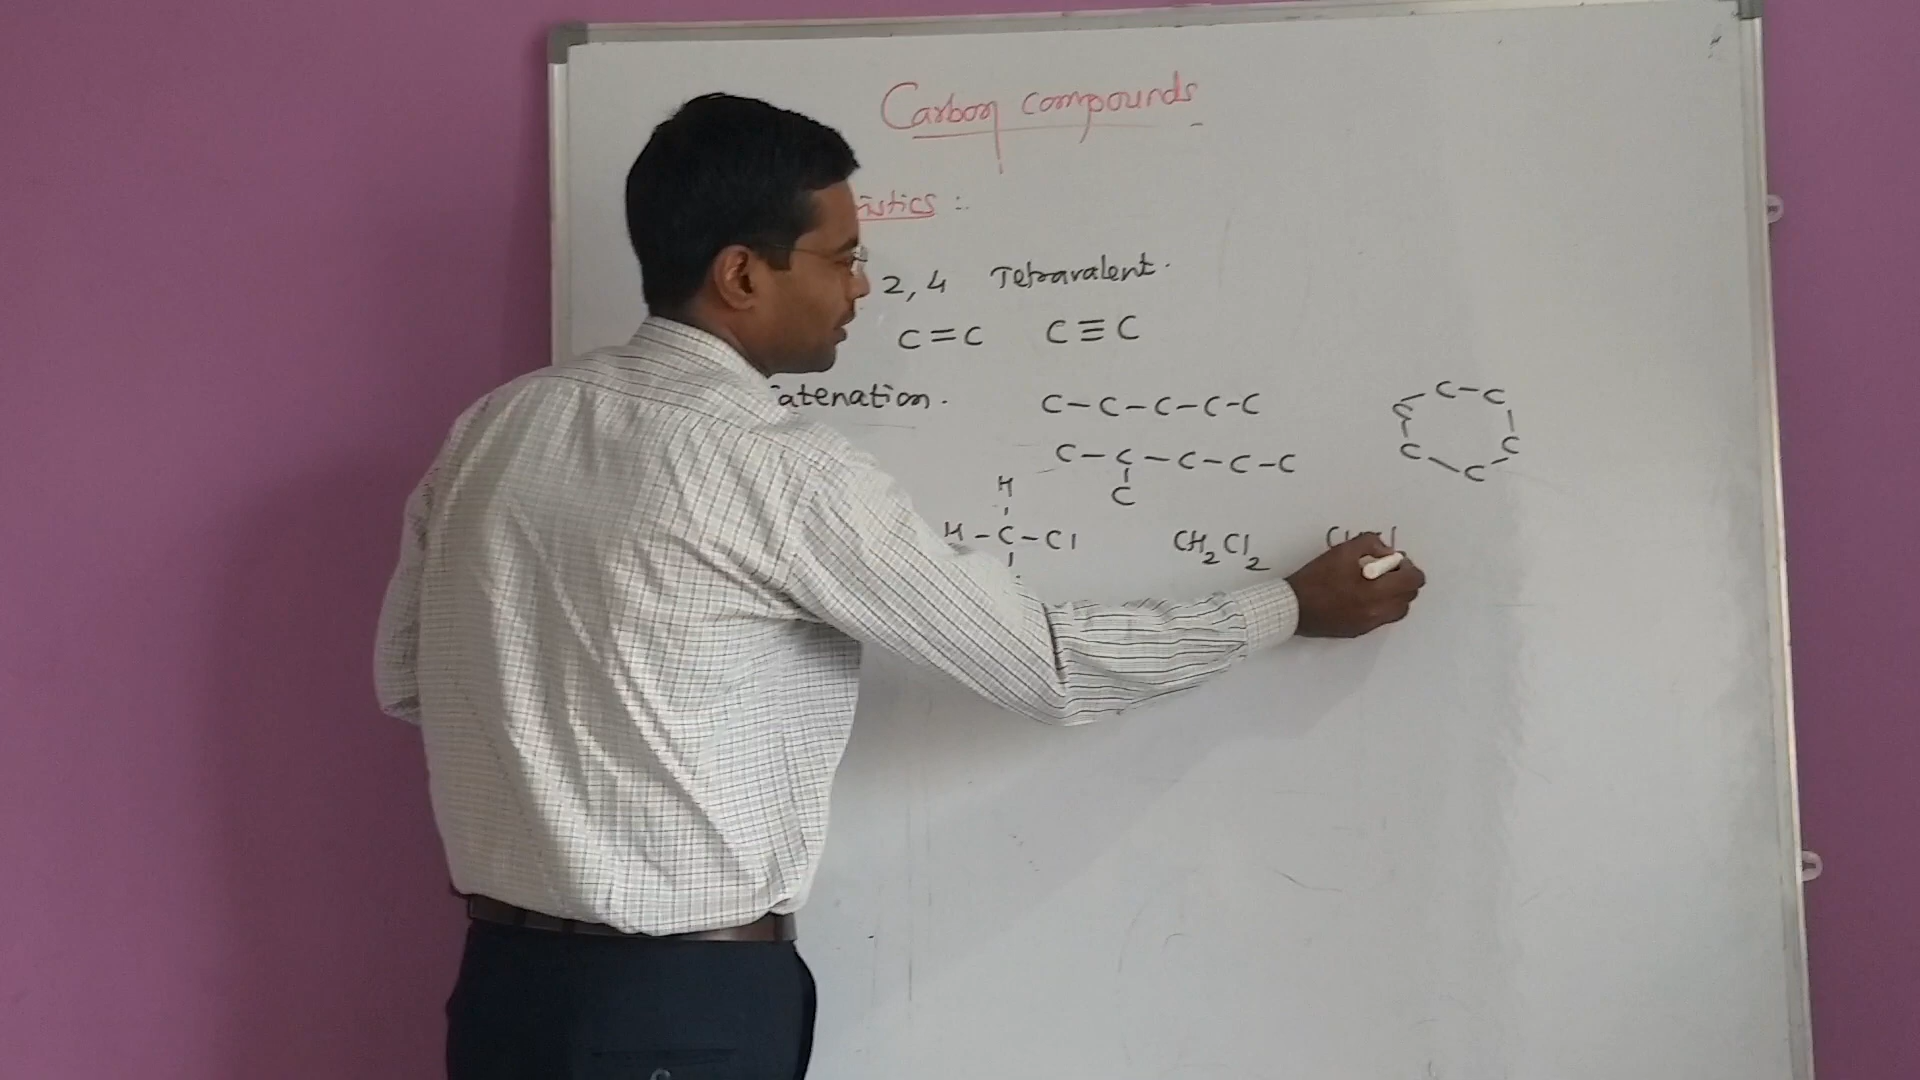 Carbon compounds
istics :
2, 4 Tetravalent.
C=C C≡C
atenation. C-C-C-C-C
C-C-C-C-C
C
C-C
C C
C-C
H
H-C-Cl CH2Cl2